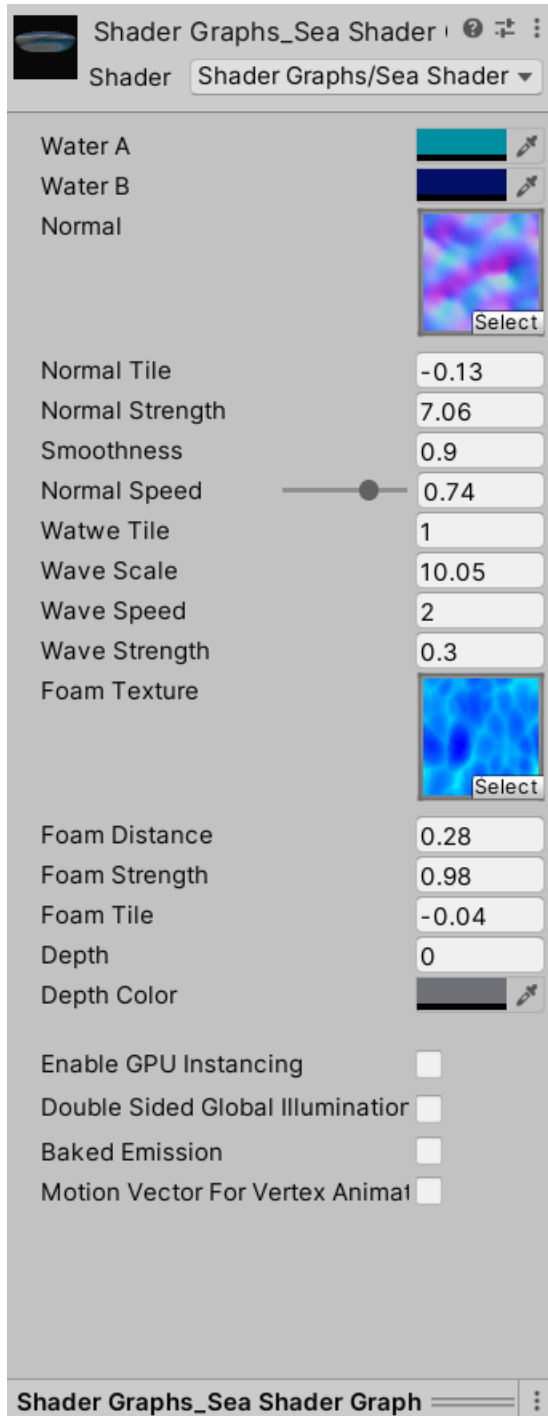 Shader Graphs_Sea Shader
Shader Shader Graphs/Sea Shader
Water A
Water B
Normal
Select
Normal Tile -0.13
Normal Strength 7.06
Smoothness 0.9
Normal Speed 0.74
Watwe Tile 1
Wave Scale 10.05
Wave Speed 2
Wave Strength 0.3
Foam Texture
Select
Foam Distance 0.28
Foam Strength 0.98
Foam Tile -0.04
Depth 0
Depth Color
Enable GPU Instancing
Double Sided Global Illumination
Baked Emission
Motion Vector For Vertex Animat
Shader Graphs_Sea Shader Graph